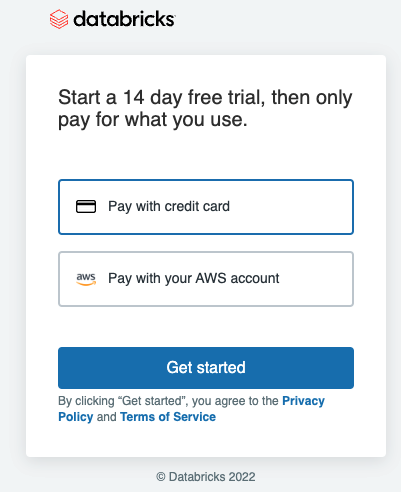 databricks
Start a 14 day free trial, then only
pay for what you use.
Pay with credit card
aws
Pay with your AWS account
Get started
By clicking “Get started”, you agree to the Privacy
Policy and Terms of Service
© Databricks 2022